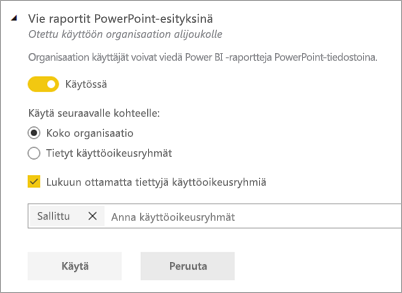 Vie raportit PowerPoint-esityksinä
Otettu käyttöön organisaation alijoukolle
Organisaation käyttäjät voivat viedä Power BI -raportteja PowerPoint-tiedostoina.
Käytössä
Käytä seuraavalle kohteelle:
Koko organisaatio
Tietyt käyttöoikeusryhmät
Lukuun ottamatta tiettyjä käyttöoikeusryhmiä
Sallittu Anna käyttöoikeusryhmät
Käytä Peruuta